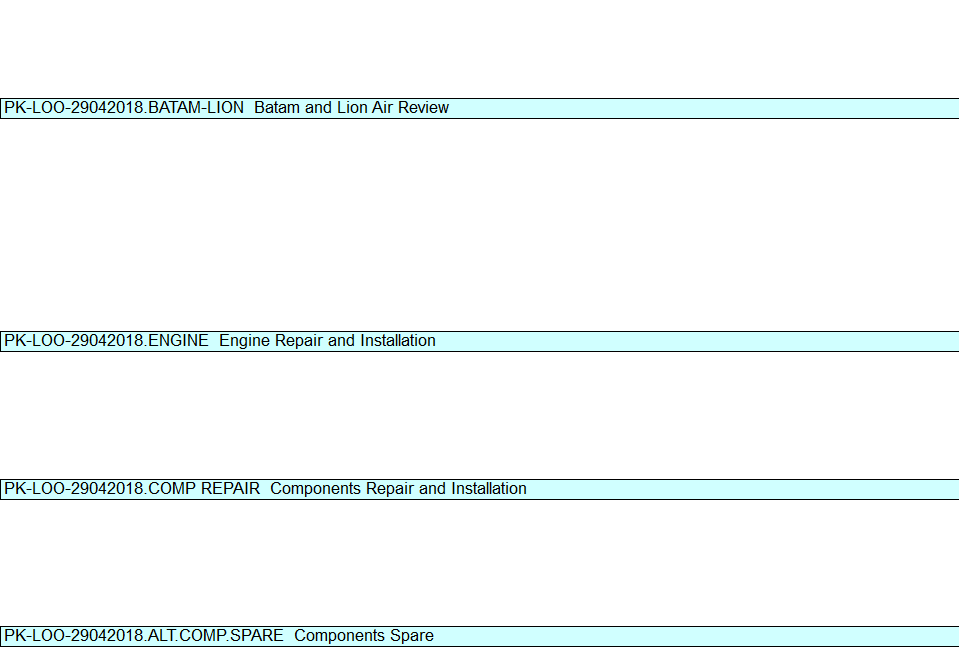 PK-LOO-29042018.BATAM-LION  Batam and Lion Air Review
PK-LOO-29042018.ENGINE  Engine Repair and Installation
PK-LOO-29042018.COMP REPAIR  Components Repair and Installation
PK-LOO-29042018.ALT.COMP.SPARE  Components Spare